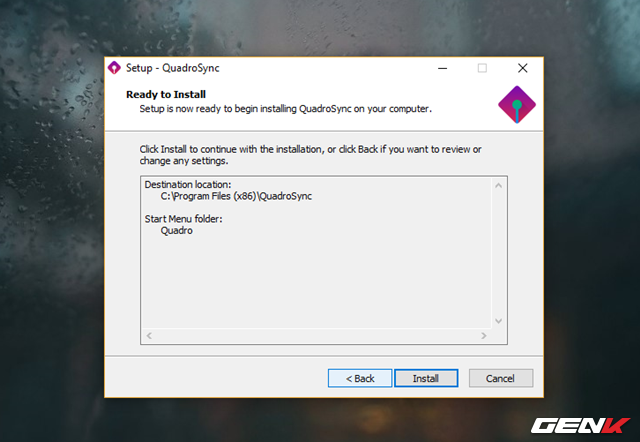 Setup - QuadroSync
Ready to Install
Setup is now ready to begin installing QuadroSync on your computer.
Click Install to continue with the installation, or click Back if you want to review or
change any settings.
Destination location:
C:\Program Files (x86)\QuadroSync
Start Menu folder:
Quadro
< Back
Install
Cancel
GENK